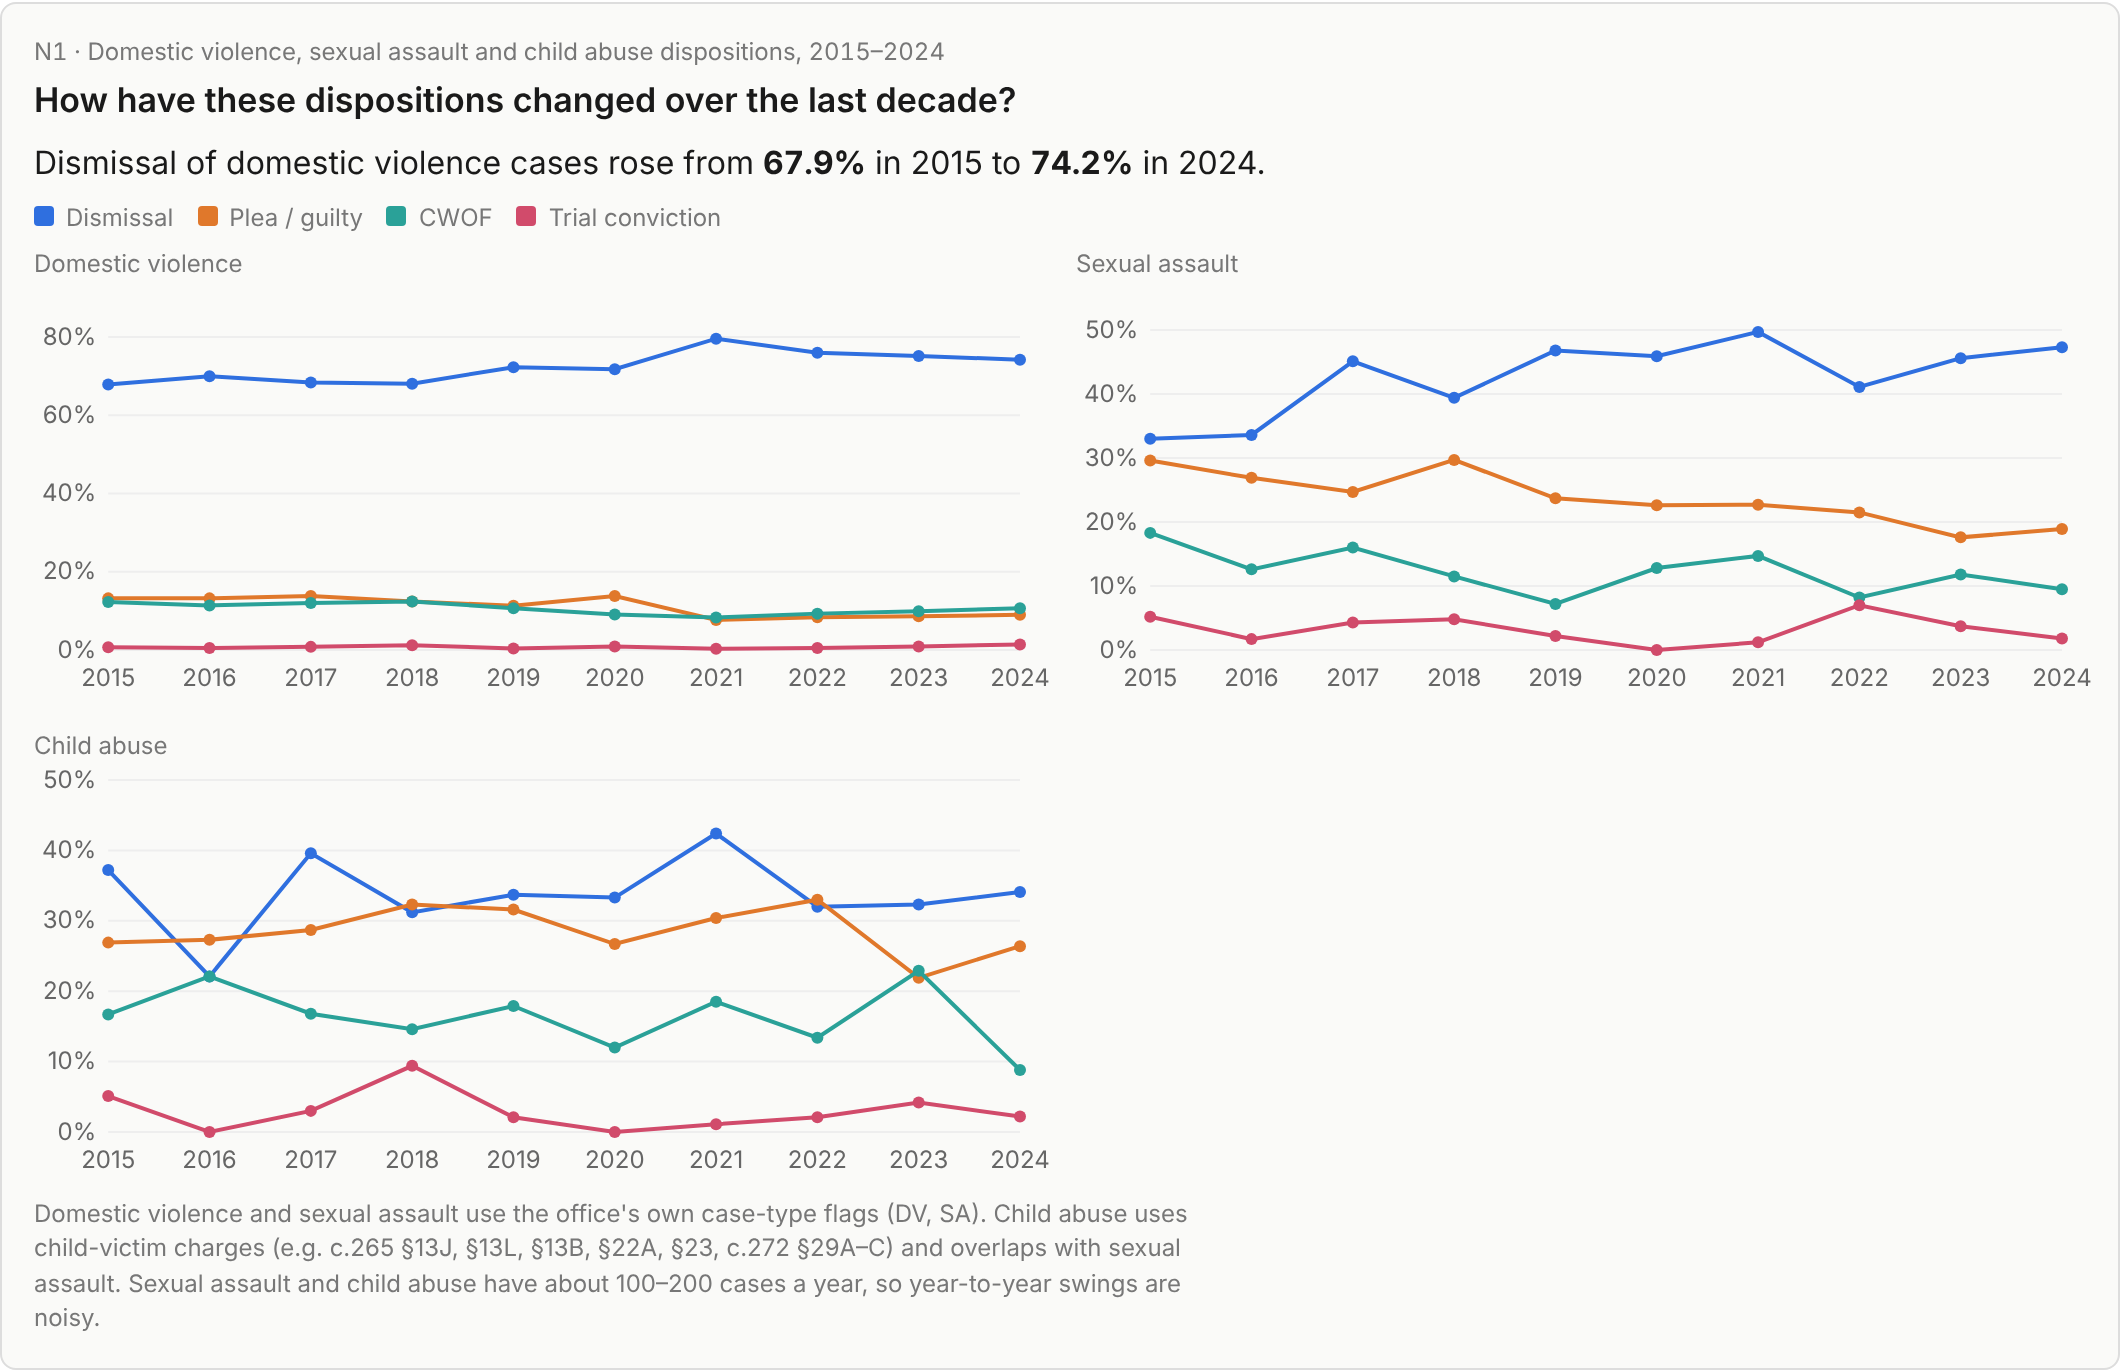 N1 · Domestic violence, sexual assault and child abuse dispositions, 2015–2024
How have these dispositions changed over the last decade?
Dismissal of domestic violence cases rose from 67.9% in 2015 to 74.2% in 2024.
Dismissal Plea / guilty CWOF Trial conviction
Domestic violence
80%
60%
40%
20%
0%
2015 2016 2017 2018 2019 2020 2021 2022 2023 2024
Sexual assault
50%
40%
30%
20%
10%
0%
2015 2016 2017 2018 2019 2020 2021 2022 2023 2024
Child abuse
50%
40%
30%
20%
10%
0%
2015 2016 2017 2018 2019 2020 2021 2022 2023 2024
Domestic violence and sexual assault use the office's own case-type flags (DV, SA). Child abuse uses
child-victim charges (e.g. c.265 §13J, §13L, §13B, §22A, §23, c.272 §29A–C) and overlaps with sexual
assault. Sexual assault and child abuse have about 100–200 cases a year, so year-to-year swings are
noisy.